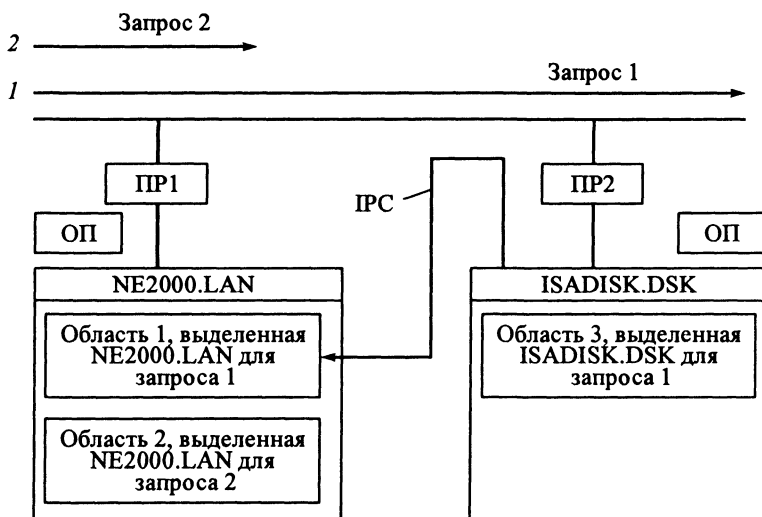 2
Запрос 2
1
Запрос 1
ПР1
IPC
ПР2
ОП
ОП
NE2000.LAN
ISADISK.DSK
Область 1, выделенная
NE2000.LAN для
запроса 1
Область 3, выделенная
ISADISK.DSK для
запроса 1
Область 2, выделенная
NE2000.LAN для
запроса 2